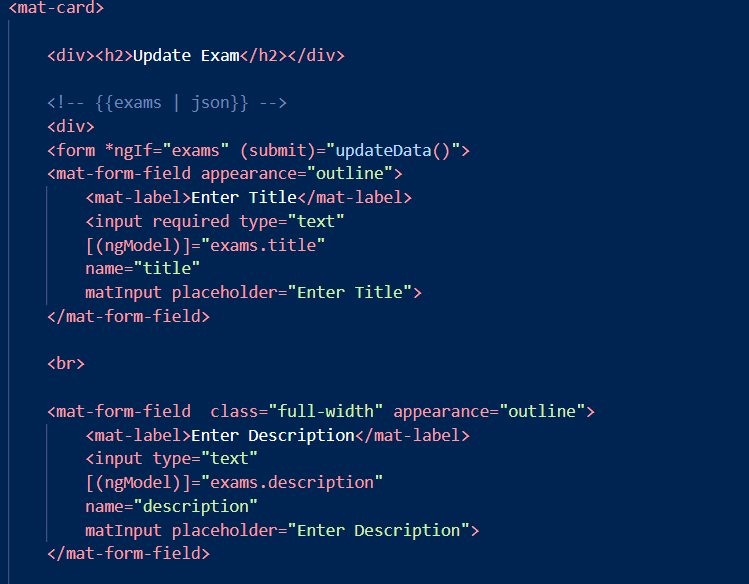 <mat-card>
<div><h2>Update Exam</h2></div>
<!-- {{exams | json}} -->
<div>
<form *ngIf="exams" (submit)="updateData()">
<mat-form-field appearance="outline">
<mat-label>Enter Title</mat-label>
<input required type="text"
[(ngModel)]="exams.title"
name="title"
matInput placeholder="Enter Title">
</mat-form-field>
<br>
<mat-form-field  class="full-width" appearance="outline">
<mat-label>Enter Description</mat-label>
<input type="text"
[(ngModel)]="exams.description"
name="description"
matInput placeholder="Enter Description">
</mat-form-field>